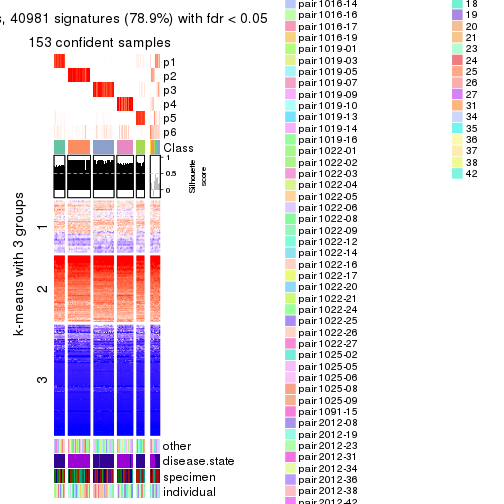 s, 40981 signatures (78.9%) with fdr < 0.05
153 confident samples
p1
p2
p3
p4
p5
p6
Class
1
0.5
0
Silhouette
score
k-means with 3 groups
1
2
3
other
disease.state
specimen
individual
pair1016-14
pair1016-16
pair1016-17
pair1016-19
pair1019-01
pair1019-03
pair1019-05
pair1019-07
pair1019-09
pair1019-10
pair1019-13
pair1019-14
pair1019-16
pair1022-01
pair1022-02
pair1022-03
pair1022-04
pair1022-05
pair1022-06
pair1022-08
pair1022-09
pair1022-12
pair1022-14
pair1022-16
pair1022-17
pair1022-20
pair1022-21
pair1022-24
pair1022-25
pair1022-26
pair1022-27
pair1025-02
pair1025-05
pair1025-06
pair1025-08
pair1025-09
pair1091-15
pair2012-08
pair2012-19
pair2012-23
pair2012-31
pair2012-34
pair2012-36
pair2012-38
pair2012-42
18
19
20
21
23
24
25
26
27
31
34
35
36
37
38
42